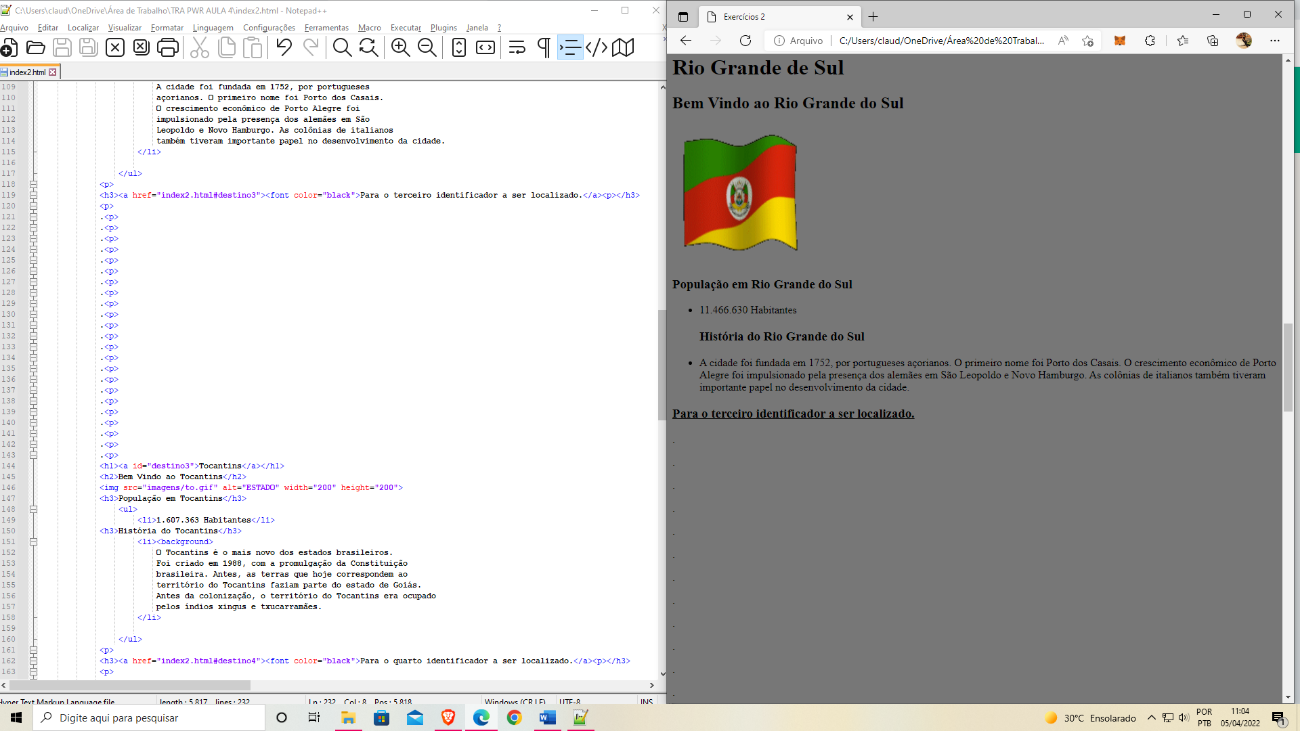 C:\Users\claud\OneDrive\Área de Trabalho\TRA PWR AULA 4\index2.html - Notepad++
Arquivo Editar Localizar Visualizar Formatar Linguagem Configurações Ferramentas Macro Executar Plugins Janela ?
index2.html
109 A cidade foi fundada em 1752, por portugueses
110 açorianos. O primeiro nome foi Porto dos Casais.
111 O crescimento econômico de Porto Alegre foi
112 impulsionado pela presença dos alemães em São
113 Leopoldo e Novo Hamburgo. As colônias de italianos
114 também tiveram importante papel no desenvolvimento da cidade.
115 </li>
116
117 </ul>
118 <p>
119 <h3><a href="index2.html#destino3"><font color="black">Para o terceiro identificador a ser localizado.</a><p></h3>
120 <p>
121 .<p>
122 .<p>
123 .<p>
124 .<p>
125 .<p>
126 .<p>
127 .<p>
128 .<p>
129 .<p>
130 .<p>
131 .<p>
132 .<p>
133 .<p>
134 .<p>
135 .<p>
136 .<p>
137 .<p>
138 .<p>
139 .<p>
140 .<p>
141 .<p>
142 .<p>
143 .<p>
144 <h1><a id="destino3">Tocantins</a></h1>
145 <h2>Bem Vindo ao Tocantins</h2>
146 <img src="imagens/to.gif" alt="ESTADO" width="200" height="200">
147 <h3>População em Tocantins</h3>
148 <ul>
149 <li>1.607.363 Habitantes</li>
150 <h3>História do Tocantins</h3>
151 <li><background>
152 O Tocantins é o mais novo dos estados brasileiros.
153 Foi criado em 1988, com a promulgação da Constituição
154 brasileira. Antes, as terras que hoje correspondem ao
155 território do Tocantins faziam parte do estado de Goiás.
156 Antes da colonização, o território do Tocantins era ocupado
157 pelos índios xingus e txucarramães.
158 </li>
159
160 </ul>
161 <p>
162 <h3><a href="index2.html#destino4"><font color="black">Para o quarto identificador a ser localizado.</a><p></h3>
163 <p>
Hyper Text Markup Language file length : 5.817 lines : 232 Ln : 232 Col : 8 Pos : 5.818 Windows (CR LF) UTF-8 INS
Exercícios 2
Arquivo C:/Users/claud/OneDrive/Área%20de%20Trabal...
Rio Grande de Sul
Bem Vindo ao Rio Grande do Sul
População em Rio Grande do Sul
• 11.466.630 Habitantes
História do Rio Grande do Sul
• A cidade foi fundada em 1752, por portugueses açorianos. O primeiro nome foi Porto dos Casais. O crescimento econômico de Porto
Alegre foi impulsionado pela presença dos alemães em São Leopoldo e Novo Hamburgo. As colônias de italianos também tiveram
importante papel no desenvolvimento da cidade.
Para o terceiro identificador a ser localizado.
.
.
.
.
.
.
.
.
.
.
.
.
Digite aqui para pesquisar
30°C Ensolarado
POR
PTB
11:04
05/04/2022
1